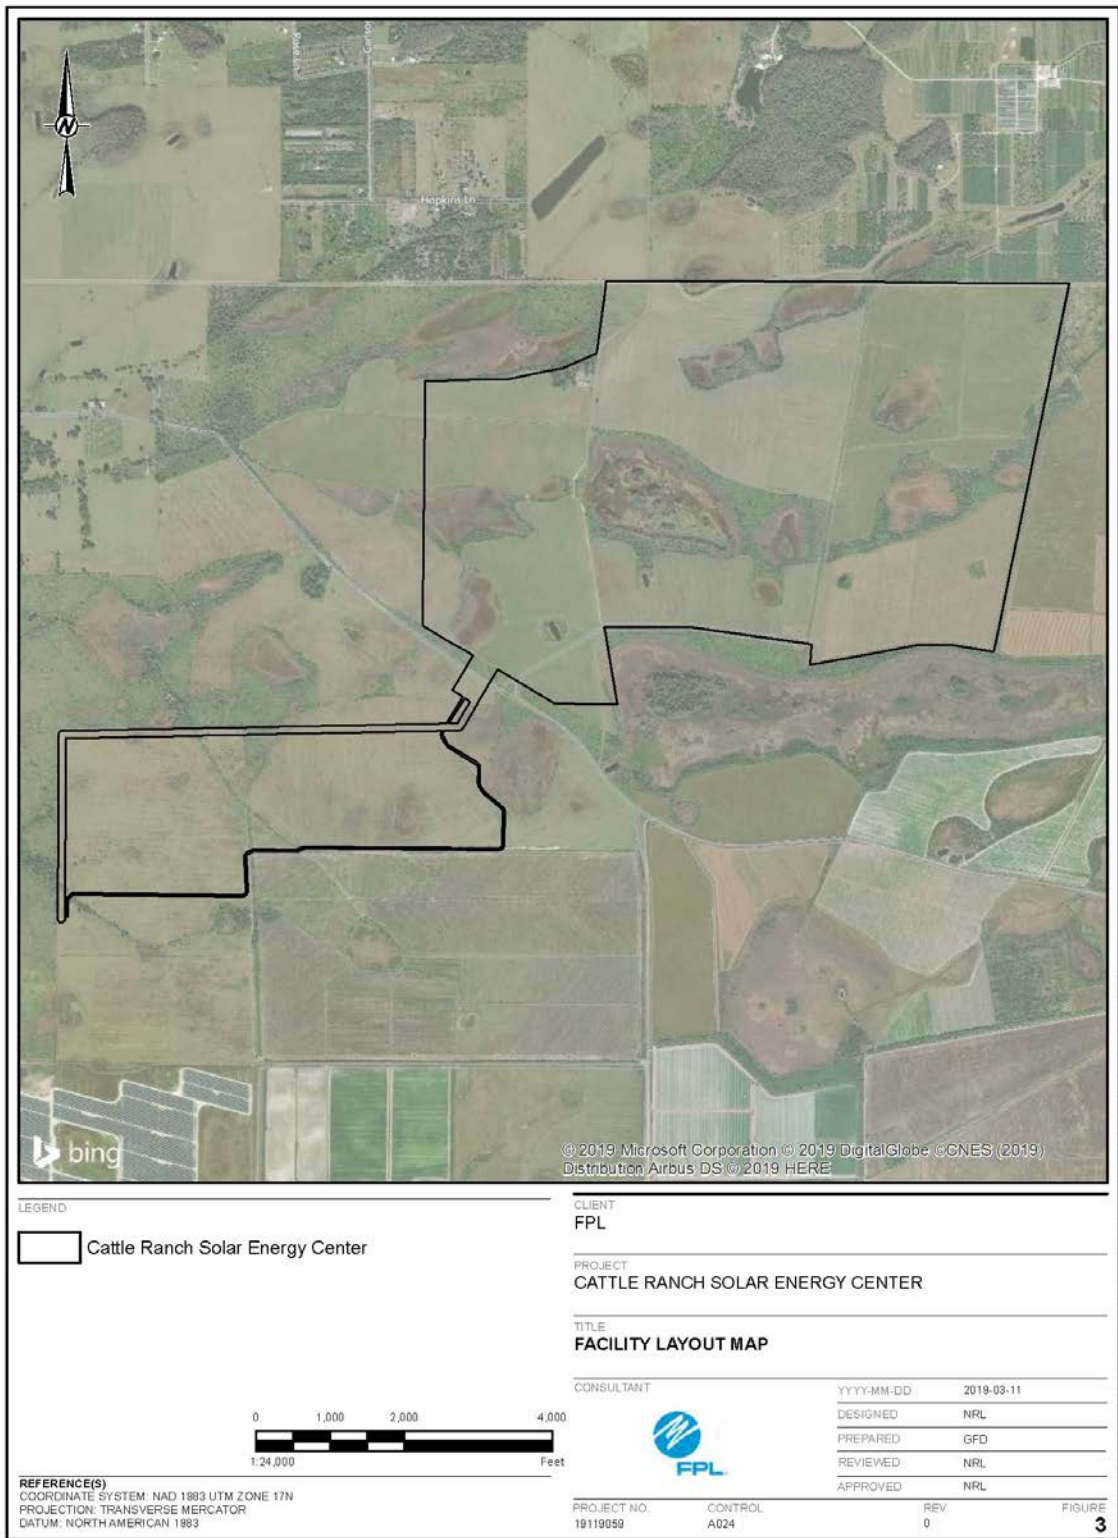 Rose Ln
Carlson
N
Hopkins Ln
bing
© 2019 Microsoft Corporation © 2019 DigitalGlobe ©CNES (2019)
Distribution Airbus DS © 2019 HERE
LEGEND
Cattle Ranch Solar Energy Center
0 1,000 2,000 4,000
1:24,000 Feet
REFERENCE(S)
COORDINATE SYSTEM: NAD 1983 UTM ZONE 17N
PROJECTION: TRANSVERSE MERCATOR
DATUM: NORTH AMERICAN 1983
CLIENT
FPL
PROJECT
CATTLE RANCH SOLAR ENERGY CENTER
TITLE
FACILITY LAYOUT MAP
CONSULTANT
FPL.
YYYY-MM-DD 2019-03-11
DESIGNED NRL
PREPARED GFD
REVIEWED NRL
APPROVED NRL
PROJECT NO. CONTROL REV. FIGURE
19119059 A024 0 3